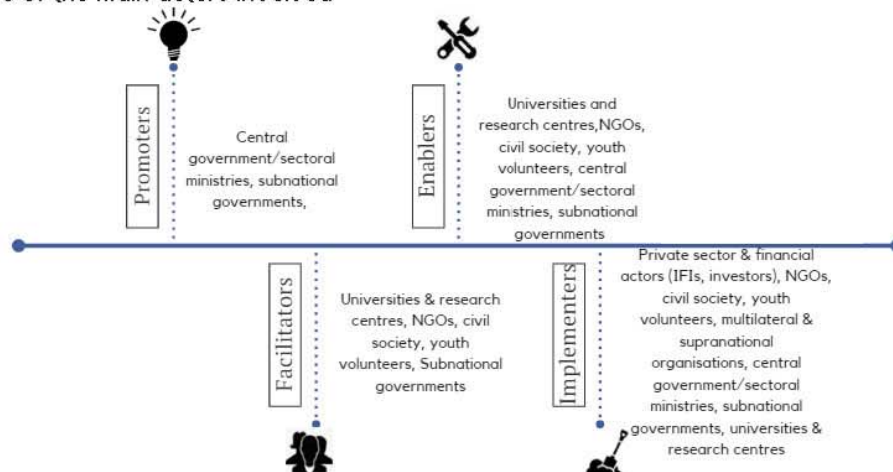 Promoters
Central
government/sectoral
ministries, subnational
governments,
Enablers
Universities and
research centres,NGOs,
civil society, youth
volunteers, central
government/sectoral
ministries, subnational
governments
Facilitators
Universities & research
centres, NGOs, civil
society, youth
volunteers, Subnational
governments
Implementers
Private sector & financial
actors (IFIs, investors), NGOs,
civil society, youth
volunteers, multilateral &
supranational
organisations, central
government/sectoral
ministries, subnational
governments, universities &
research centres